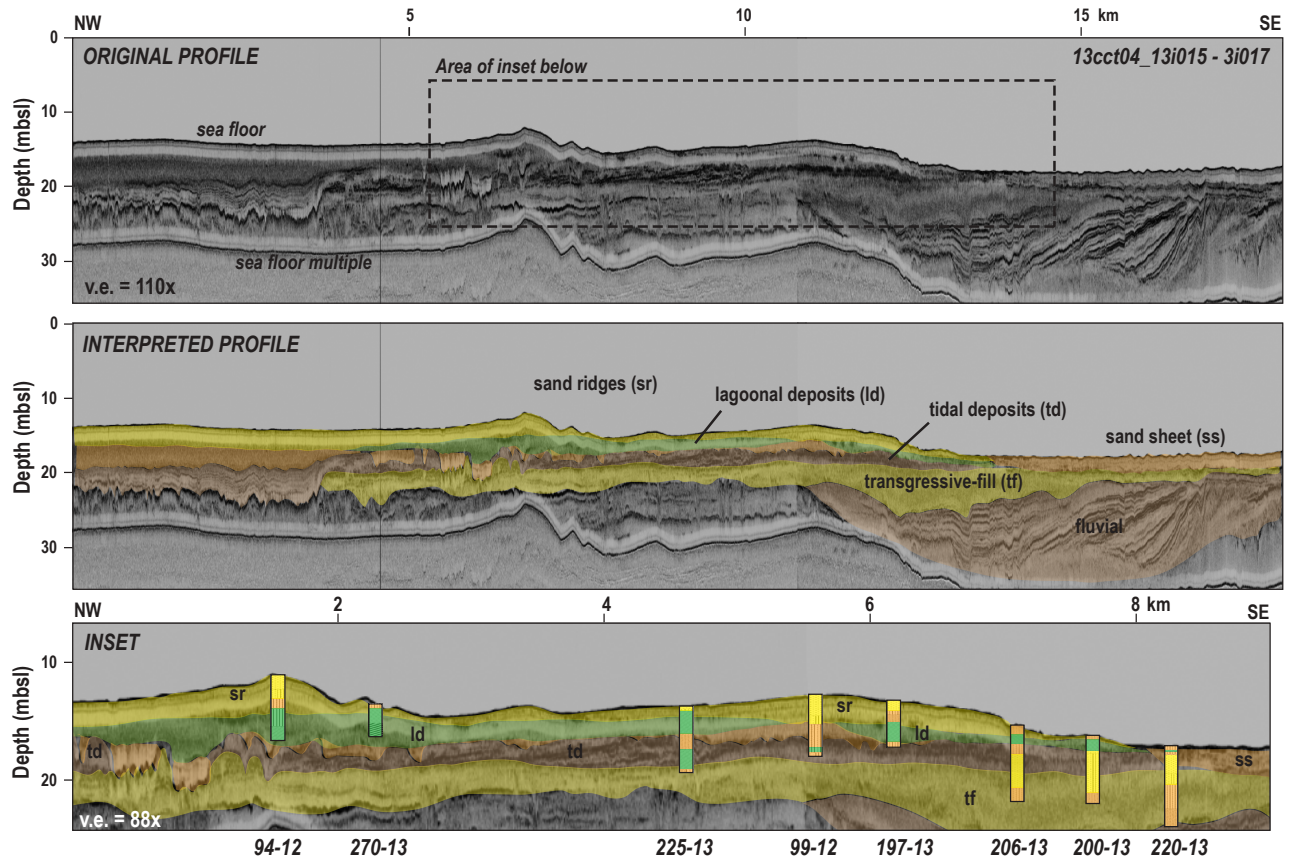 NW 5 10 15 km SE
0
ORIGINAL PROFILE 13cct04_13i015 - 3i017
Area of inset below
10
sea floor
Depth (mbsl)
20
sea floor multiple
30
v.e. = 110x
0
INTERPRETED PROFILE
sand ridges (sr)
lagoonal deposits (ld)
10
tidal deposits (td)
sand sheet (ss)
Depth (mbsl)
20
transgressive-fill (tf)
fluvial
30
NW 2 4 6 8 km SE
INSET
10
sr sr
Depth (mbsl)
ld ld
td td ss
20
tf
v.e. = 88x
94-12 270-13 225-13 99-12 197-13 206-13 200-13 220-13